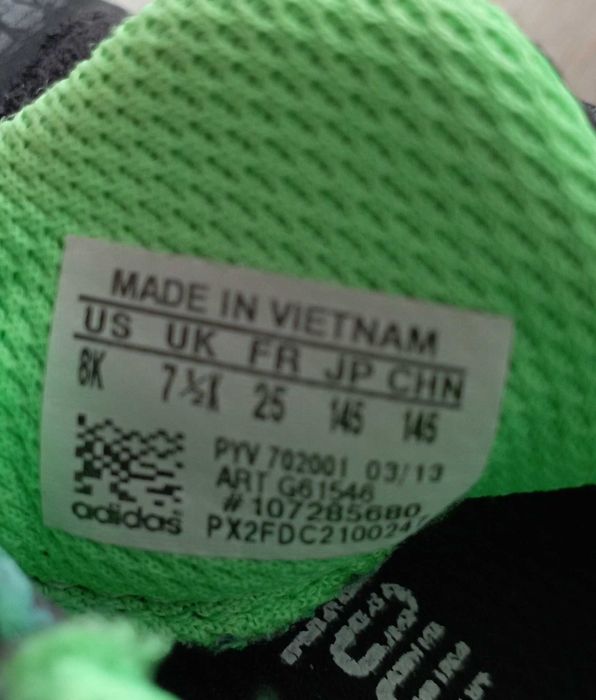 MADE IN VIETNAM
US UK FR JP CHN
8K 7½K 25 145 145
PYV 702001 03/13
ART G61546
#107285680
adidas PX2FDC2100247